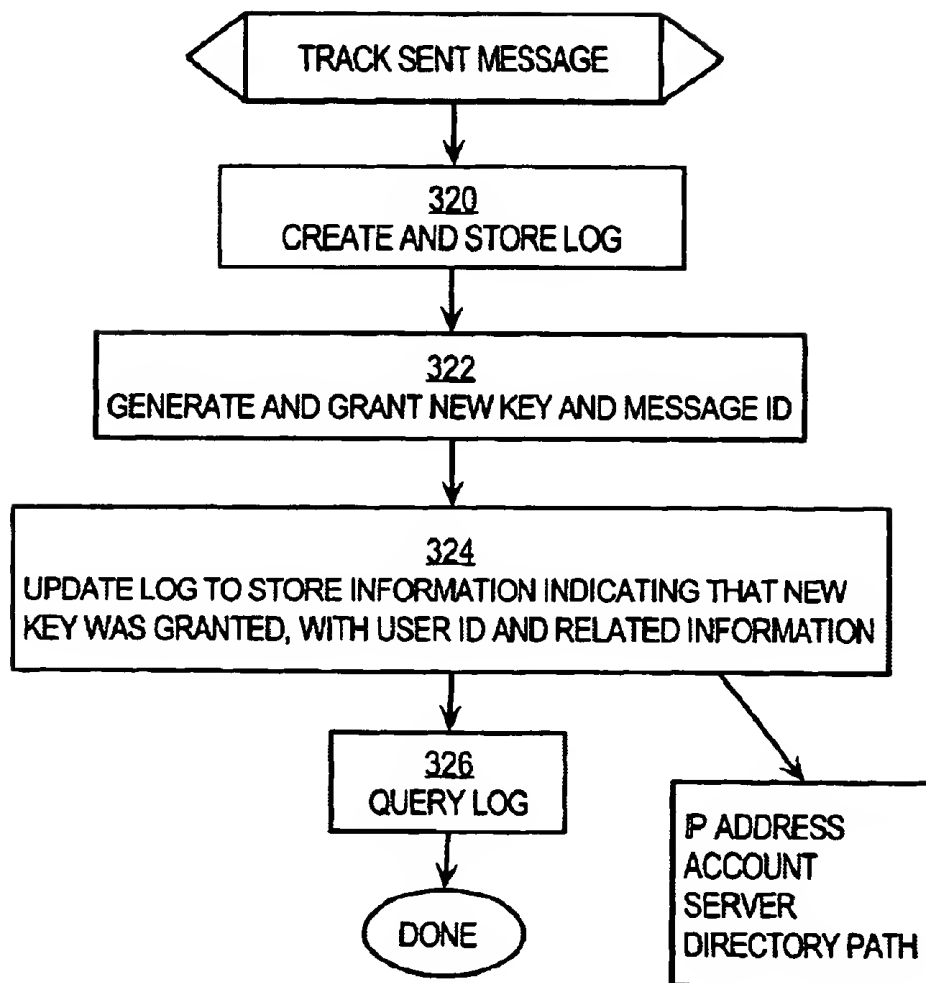 TRACK SENT MESSAGE
320
CREATE AND STORE LOG
322
GENERATE AND GRANT NEW KEY AND MESSAGE ID
324
UPDATE LOG TO STORE INFORMATION INDICATING THAT NEW
KEY WAS GRANTED, WITH USER ID AND RELATED INFORMATION
326
QUERY LOG
IP ADDRESS
ACCOUNT
SERVER
DIRECTORY PATH
DONE